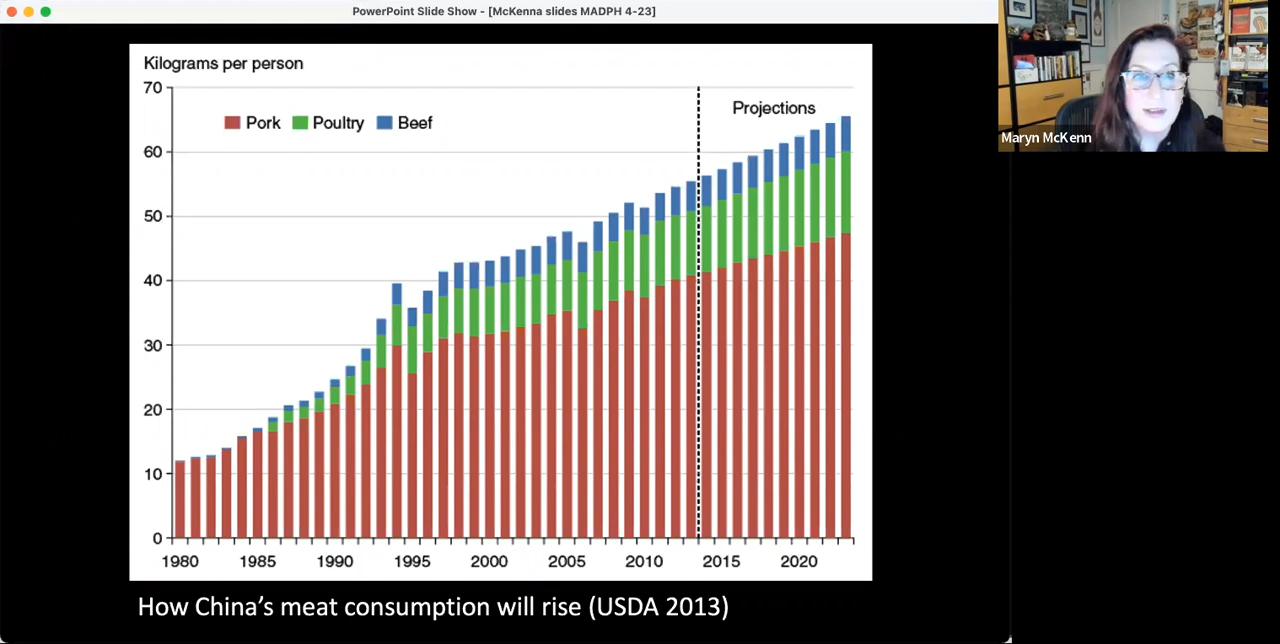 PowerPoint Slide Show - [McKenna slides MADPH 4-23]
Kilograms per person
70
60
50
40
30
20
10
0
Pork Poultry Beef
Projections
1980 1985 1990 1995 2000 2005 2010 2015 2020
How China's meat consumption will rise (USDA 2013)
Maryn McKenn